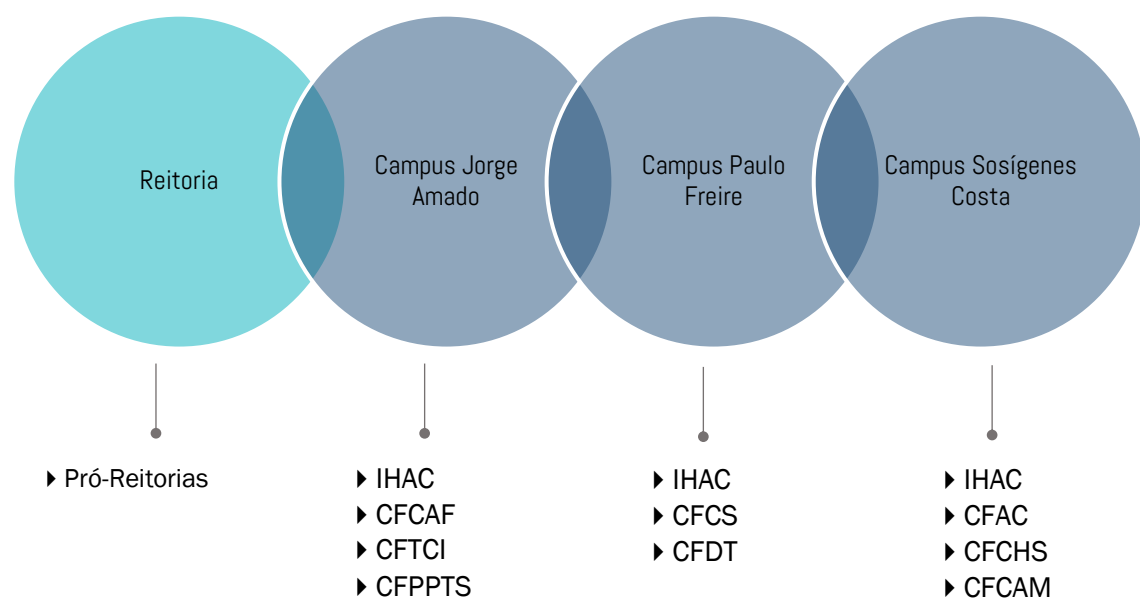 Reitoria
Campus Jorge
Amado
Campus Paulo
Freire
Campus Sosígenes
Costa
Pró-Reitorias
IHAC
CFCAF
CFTCI
CFPPTS
IHAC
CFCS
CFDT
IHAC
CFAC
CFCHS
CFCAM